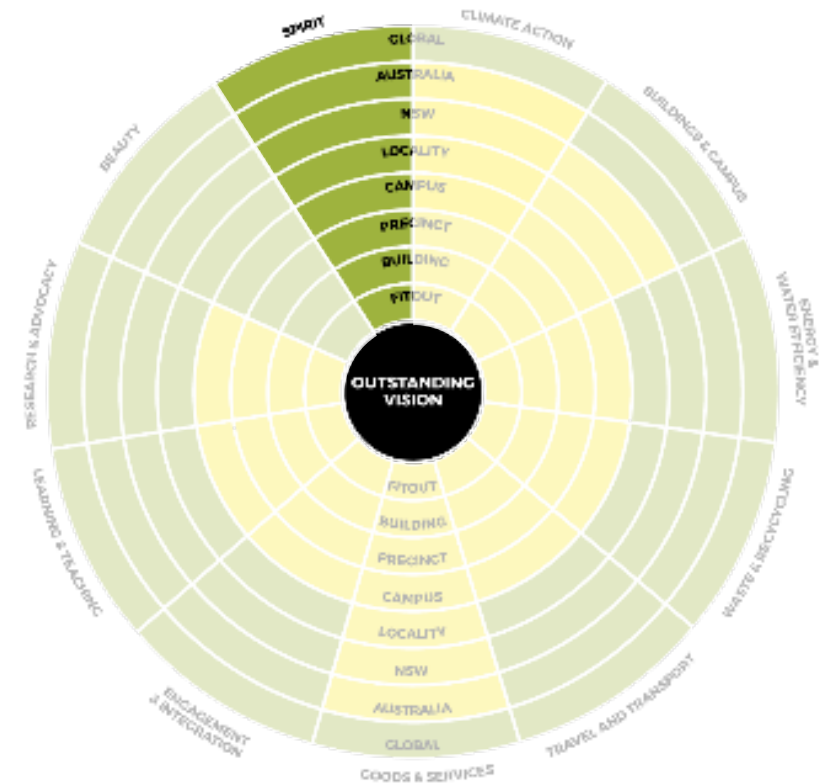 SPIRIT
CLIMATE ACTION
BUILDINGS & CAMPUS
ENERGY &
WATER EFFICIENCY
WASTE & RECYCYCLING
TRAVEL AND TRANSPORT
GOODS & SERVICES
ENGAGEMENT
& INTEGRATION
LEARNING & TEACHING
RESEARCH & ADVOCACY
BEAUTY
GLOBAL
AUSTRALIA
NSW
LOCALITY
CAMPUS
PRECINCT
BUILDING
FITOUT
OUTSTANDING
VISION
FITOUT
BUILDING
PRECINCT
CAMPUS
LOCALITY
NSW
AUSTRALIA
GLOBAL